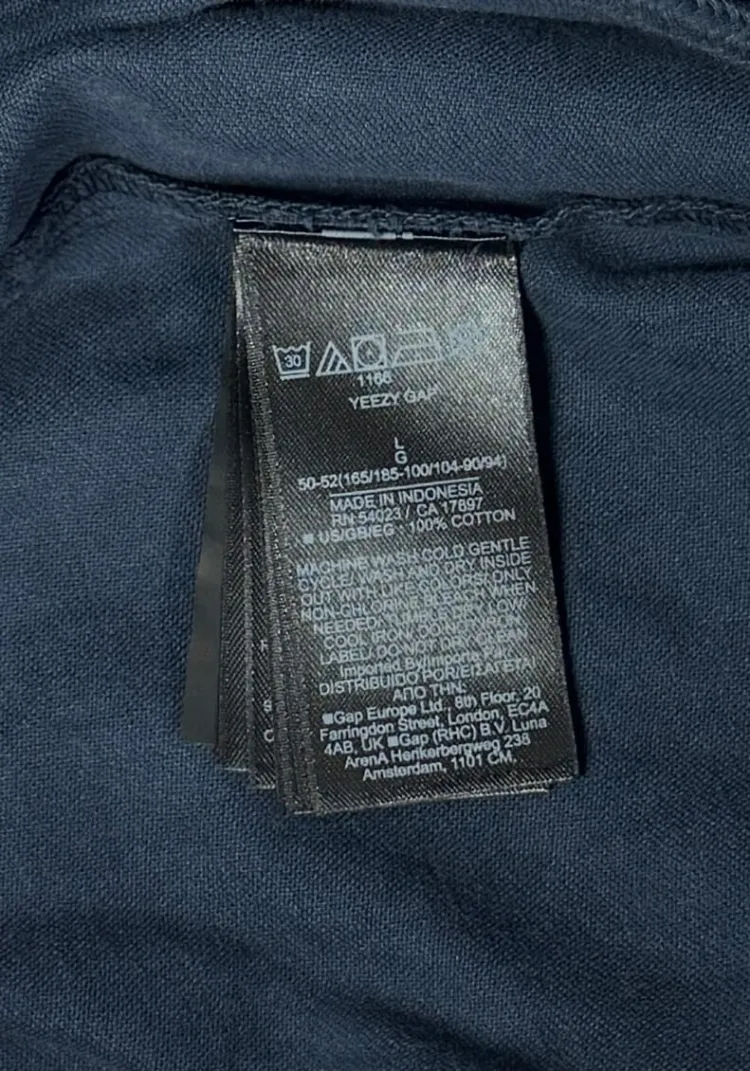 30
1166
YEEZY GAP
L
G
50-52(165/185-100/104-90/94)
MADE IN INDONESIA
RN 54023 / CA 17897
■ US/GB/EG · 100% COTTON
MACHINE WASH COLD GENTLE
CYCLE/ WASH AND DRY INSIDE
OUT WITH LIKE COLORS/ ONLY
NON-CHLORINE BLEACH WHEN
NEEDED/ TUMBLE DRY LOW/
COOL IRON/ DO NOT IRON
LABEL/ DO NOT DRY CLEAN
Imported By/Importé Par/
DISTRIBUIDO POR/ΕΙΣΑΓΕΤΑΙ
ΑΠΟ ΤΗΝ.
■Gap Europe Ltd., 8th Floor, 20
Farringdon Street, London, EC4A
4AB, UK ■Gap (RHC) B.V. Luna
ArenA Herikerbergweg 238
Amsterdam, 1101 CM,